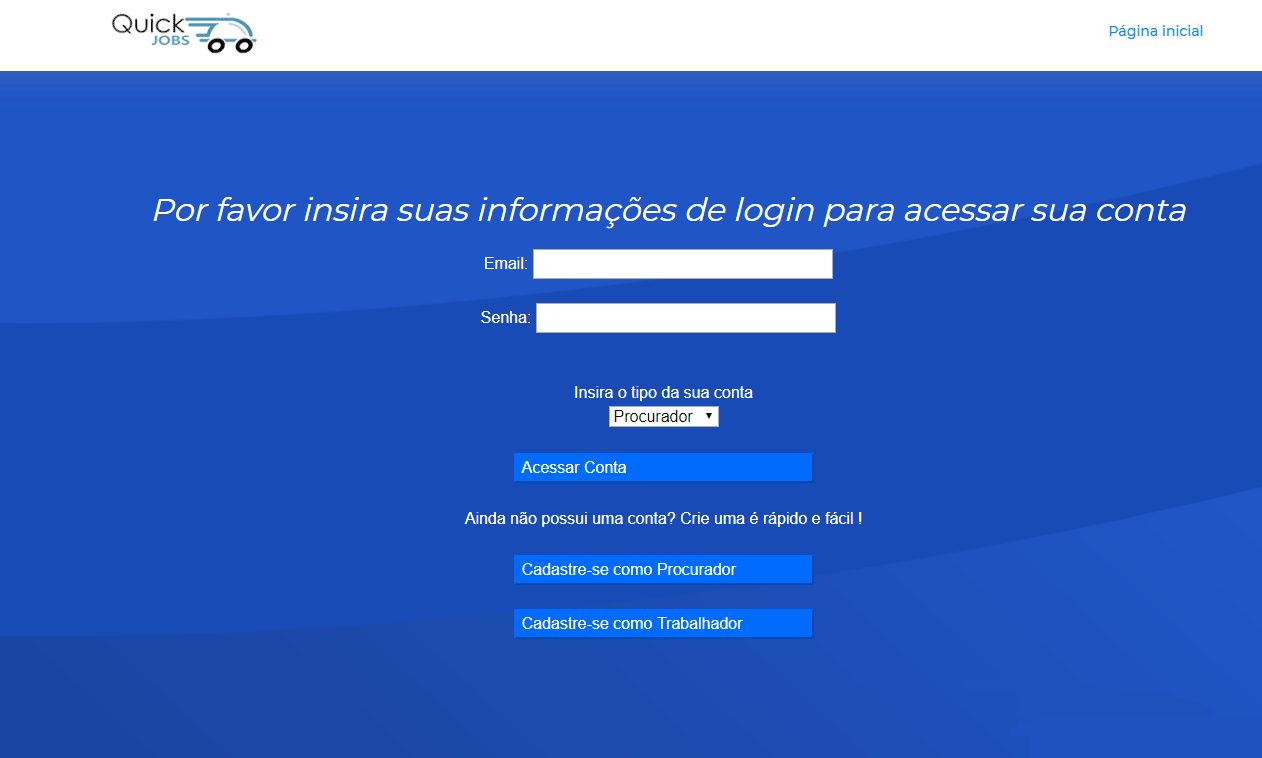 Quick
JOBS
Página inicial
Por favor insira suas informações de login para acessar sua conta
Email:
Senha:
Insira o tipo da sua conta
Procurador
Acessar Conta
Ainda não possui uma conta? Crie uma é rápido e fácil !
Cadastre-se como Procurador
Cadastre-se como Trabalhador